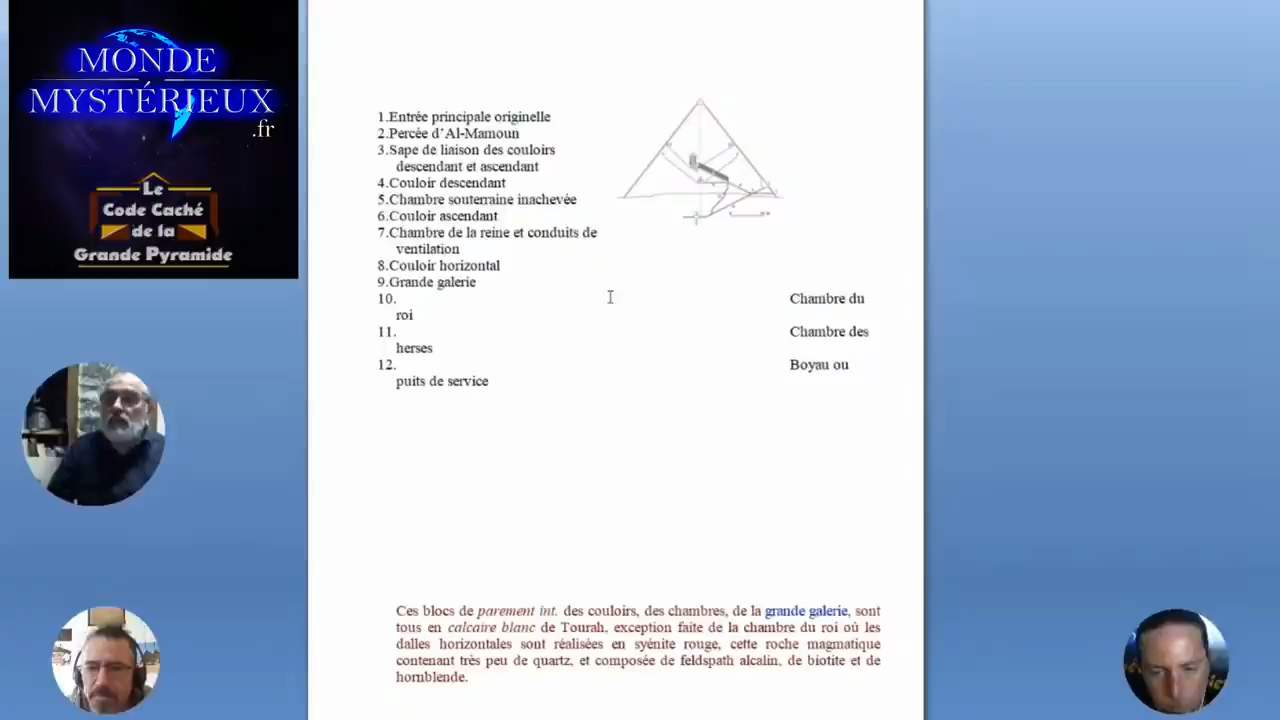 MONDE
MYSTÉRIEUX
.fr
Le
Code Caché
de la
Grande Pyramide
1.Entrée principale originelle
2.Percée d'Al-Mamoun
3.Sape de liaison des couloirs
descendant et ascendant
4.Couloir descendant
5.Chambre souterraine inachevée
6.Couloir ascendant
7.Chambre de la reine et conduits de
ventilation
8.Couloir horizontal
9.Grande galerie
10. Chambre du
roi
11. Chambre des
herses
12. Boyau ou
puits de service
Ces blocs de parement int. des couloirs, des chambres, de la grande galerie, sont
tous en calcaire blanc de Tourah, exception faite de la chambre du roi où les
dalles horizontales sont réalisées en syénite rouge, cette roche magmatique
contenant très peu de quartz, et composée de feldspath alcalin, de biotite et de
hornblende.